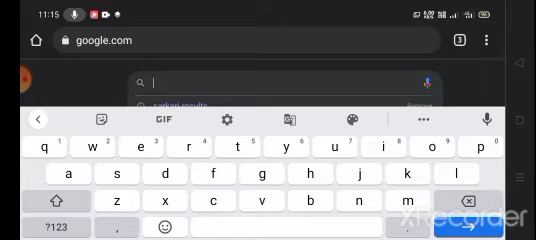 11:15
google.com
3
sarkari results
Remove
GIF
q 1 w 2 e 3 r 4 t 5 y 6 u 7 i 8 o 9 p 0
a s d f g h j k l
z x c v b n m
?123 , .
XRecorder